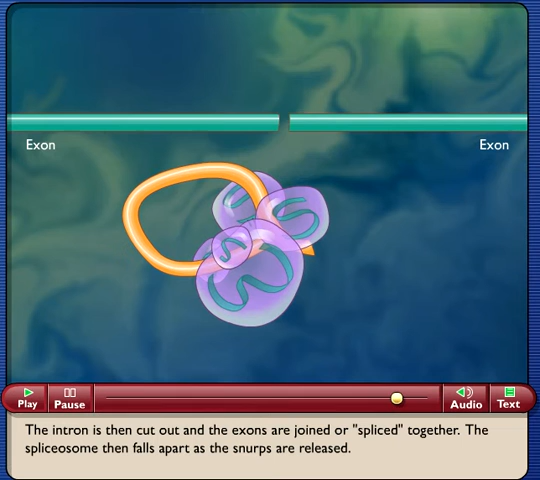 Exon Exon
Play Pause Audio Text
The intron is then cut out and the exons are joined or "spliced" together. The
spliceosome then falls apart as the snurps are released.